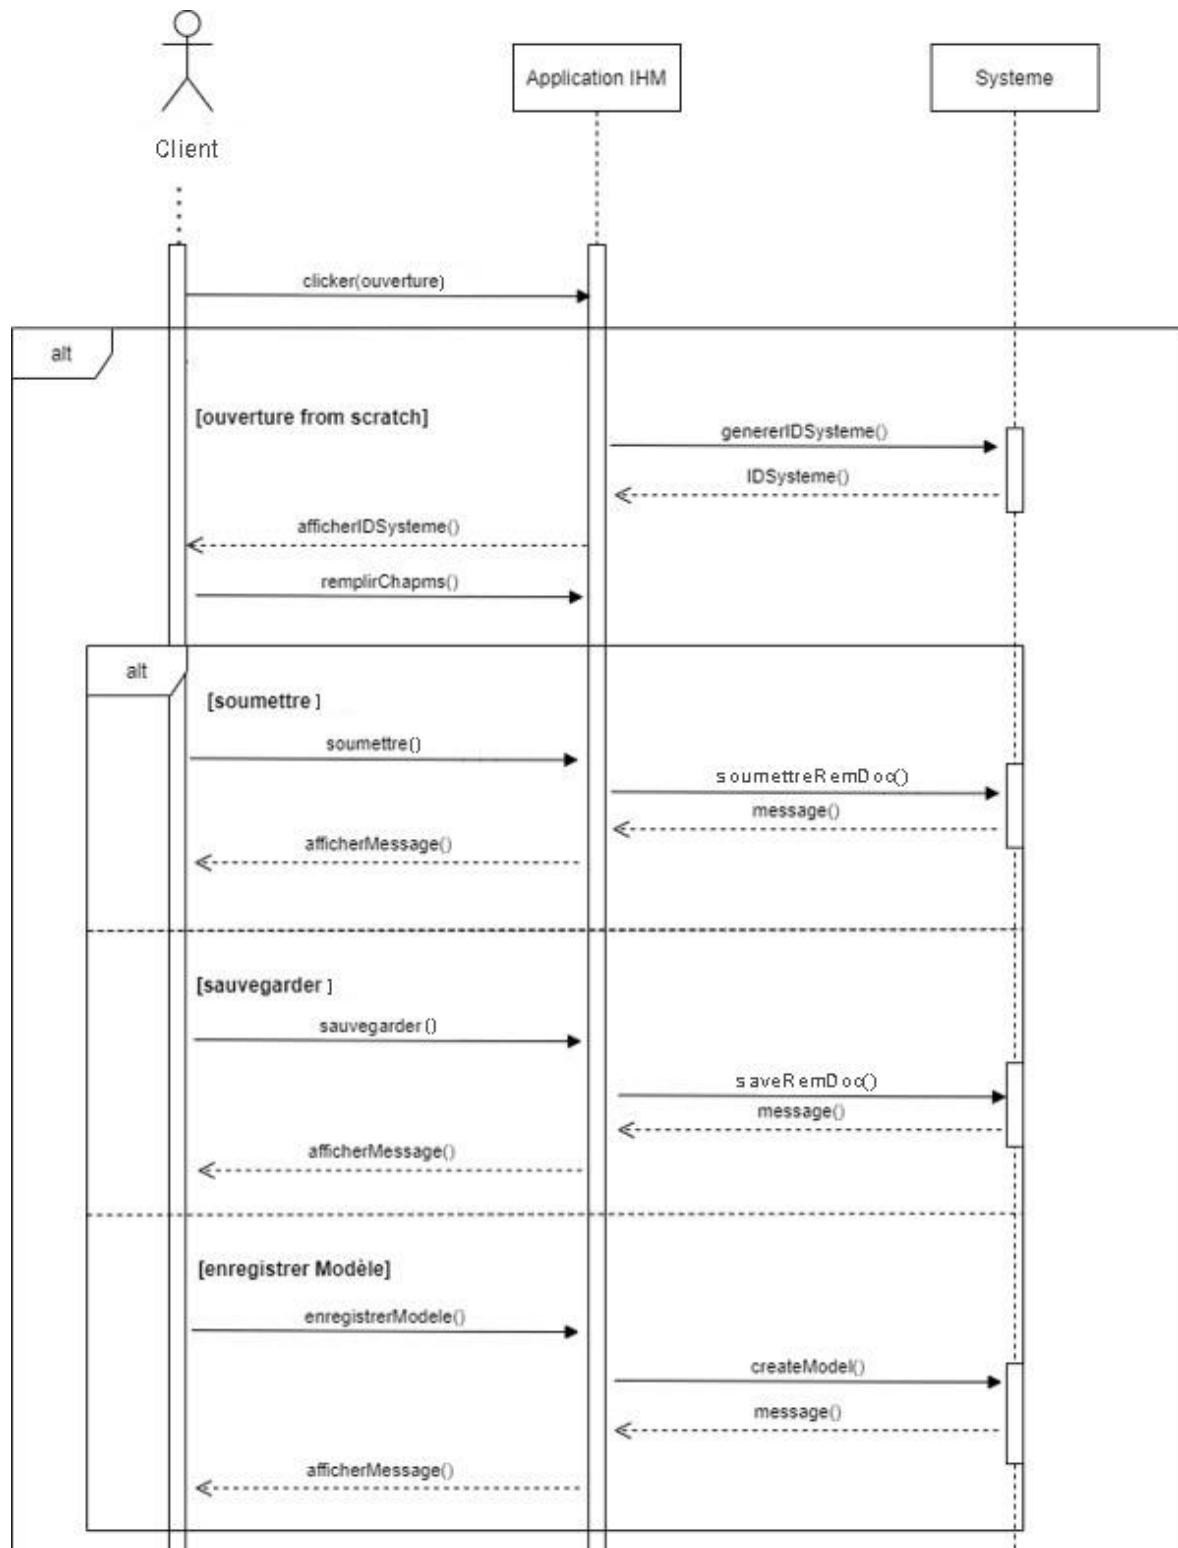 Client
Application IHM
Systeme
clicker(ouverture)
alt
[ouverture from scratch]
genererIDSysteme()
IDSysteme()
afficherIDSysteme()
remplirChapms()
alt
[soumettre ]
soumettre()
soumettreRemDoc()
message()
afficherMessage()
[sauvegarder ]
sauvegarder ()
saveRemDoc()
message()
afficherMessage()
[enregistrer Modèle]
enregistrerModele()
createModel()
message()
afficherMessage()